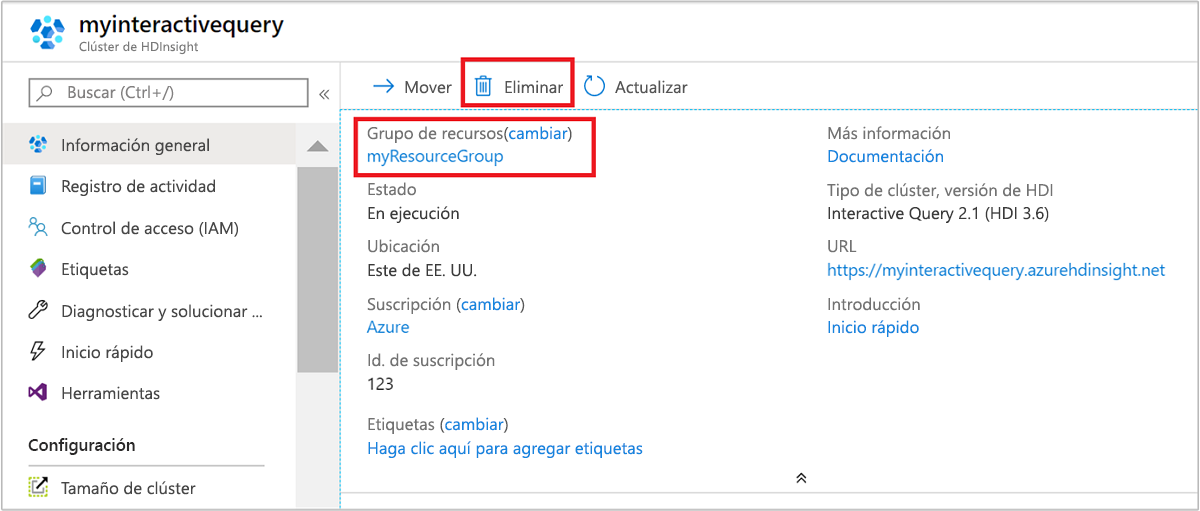 myinteractivequery
Clúster de HDInsight
Buscar (Ctrl+/)
«
Información general
Registro de actividad
Control de acceso (IAM)
Etiquetas
Diagnosticar y solucionar ...
Inicio rápido
Herramientas
Configuración
Tamaño de clúster
Mover
Eliminar
Actualizar
Grupo de recursos(cambiar)
myResourceGroup
Estado
En ejecución
Ubicación
Este de EE. UU.
Suscripción (cambiar)
Azure
Id. de suscripción
123
Etiquetas (cambiar)
Haga clic aquí para agregar etiquetas
Más información
Documentación
Tipo de clúster, versión de HDI
Interactive Query 2.1 (HDI 3.6)
URL
https://myinteractivequery.azurehdinsight.net
Introducción
Inicio rápido